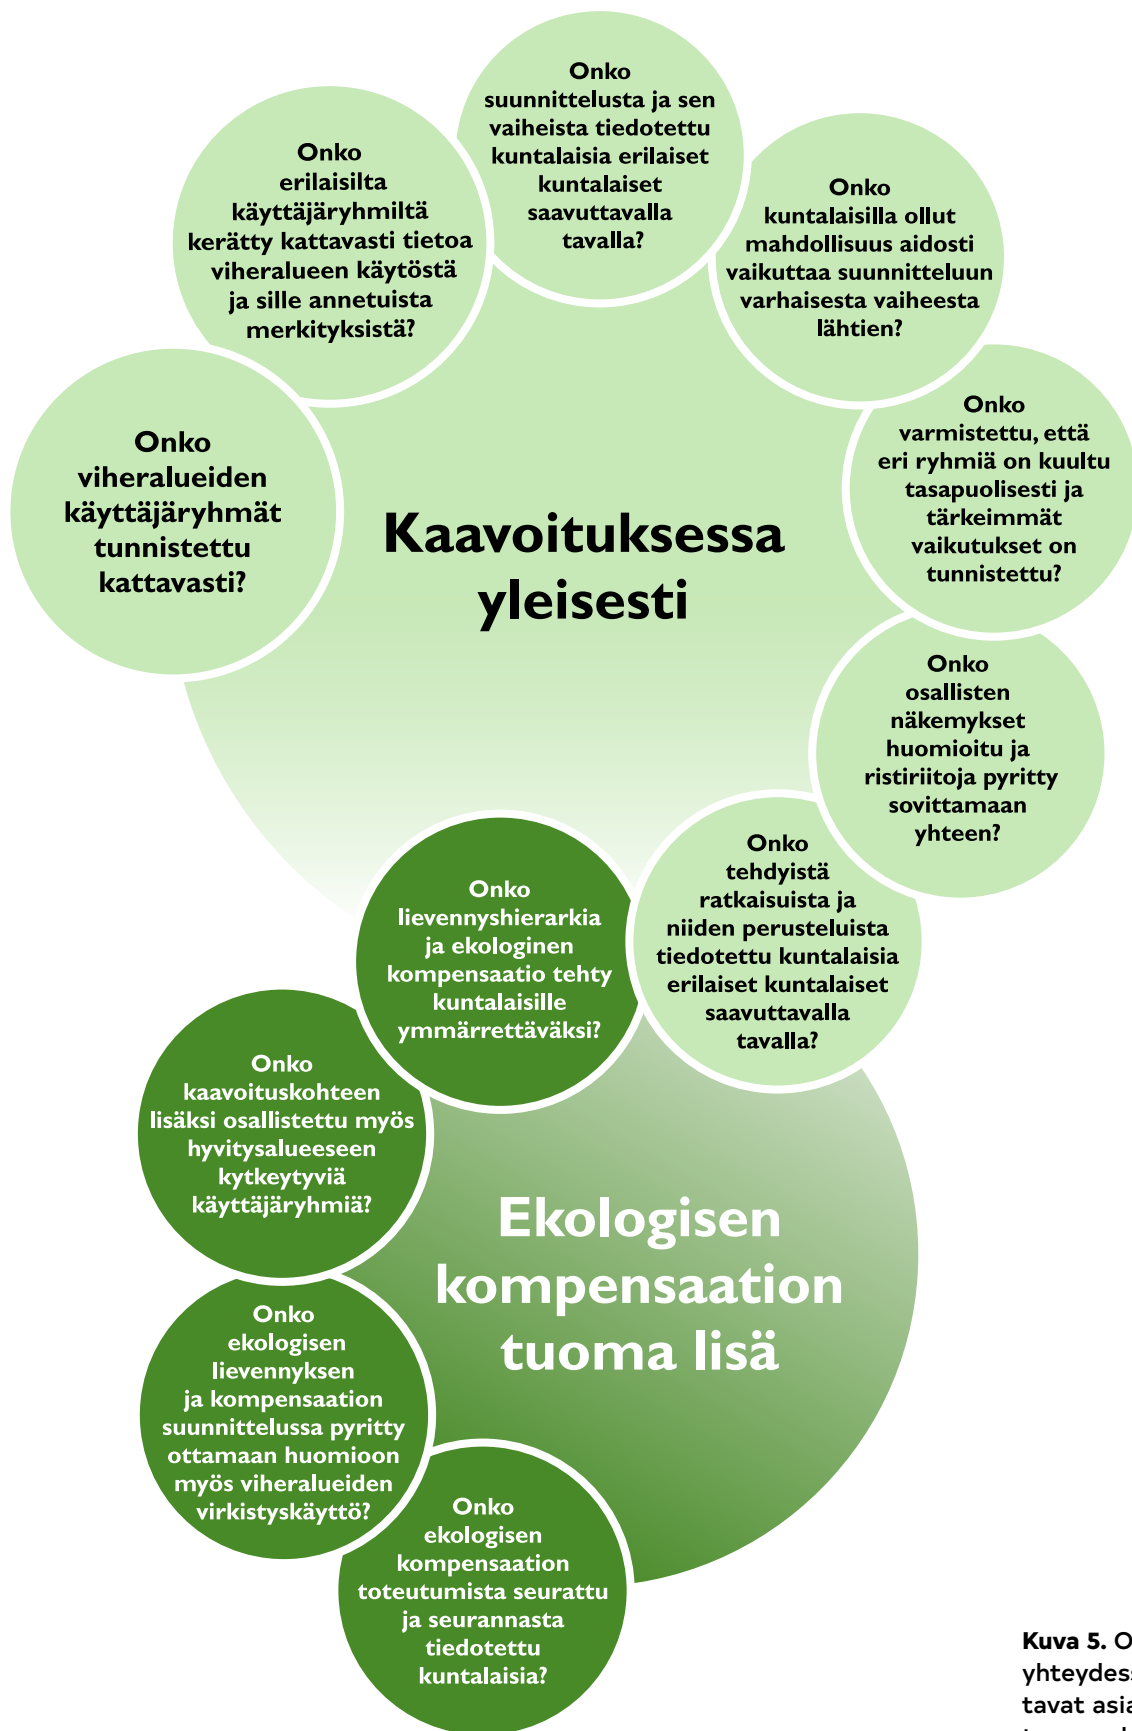 Onko
viheralueiden
käyttäjäryhmät
tunnistettu
kattavasti?
Onko
erilaisilta
käyttäjäryhmiltä
kerätty kattavasti tietoa
viheralueen käytöstä
ja sille annetuista
merkityksistä?
Onko
suunnittelusta ja sen
vaiheista tiedotettu
kuntalaisia erilaiset
kuntalaiset
saavuttavalla
tavalla?
Onko
kuntalaisilla ollut
mahdollisuus aidosti
vaikuttaa suunnitteluun
varhaisesta vaiheesta
lähtien?
Onko
varmistettu, että
eri ryhmiä on kuultu
tasapuolisesti ja
tärkeimmät
vaikutukset on
tunnistettu?
Onko
osallisten
näkemykset
huomioitu ja
ristiriitoja pyritty
sovittamaan
yhteen?
Onko
tehdyistä
ratkaisuista ja
niiden perusteluista
tiedotettu kuntalaisia
erilaiset kuntalaiset
saavuttavalla
tavalla?
Kaavoituksessa
yleisesti
Onko
lievennyshierarkia
ja ekologinen
kompensaatio tehty
kuntalaisille
ymmärrettäväksi?
Onko
kaavoituskohteen
lisäksi osallistettu myös
hyvitysalueeseen
kytkeytyviä
käyttäjäryhmiä?
Onko
ekologisen
lievennyksen
ja kompensaation
suunnittelussa pyritty
ottamaan huomioon
myös viheralueiden
virkistyskäyttö?
Onko
ekologisen
kompensaation
toteutumista seurattu
ja seurannasta
tiedotettu
kuntalaisia?
Ekologisen
kompensaation
tuoma lisä
Kuva 5. O
yhteydess
tavat asia